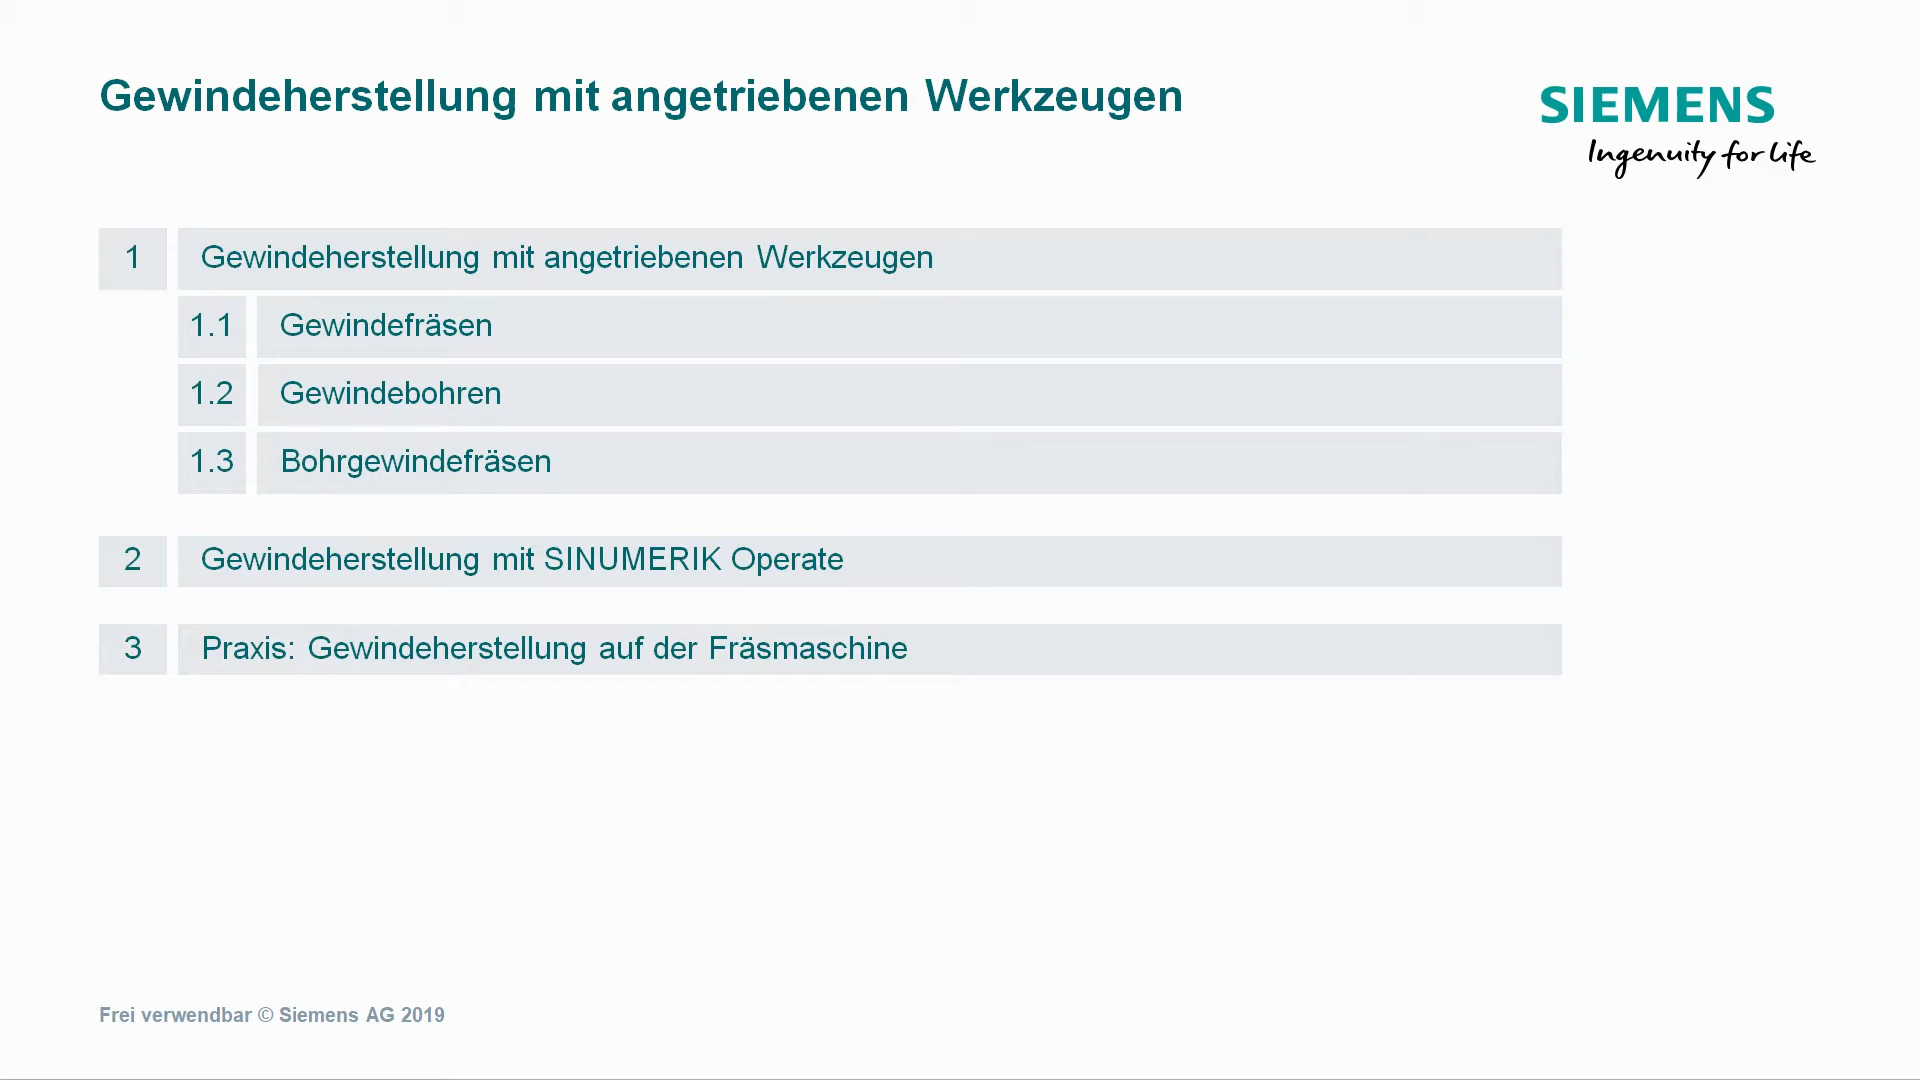 Gewindeherstellung mit angetriebenen Werkzeugen
SIEMENS
Ingenuity for life
1 Gewindeherstellung mit angetriebenen Werkzeugen
1.1 Gewindefräsen
1.2 Gewindebohren
1.3 Bohrgewindefräsen
2 Gewindeherstellung mit SINUMERIK Operate
3 Praxis: Gewindeherstellung auf der Fräsmaschine
Frei verwendbar © Siemens AG 2019